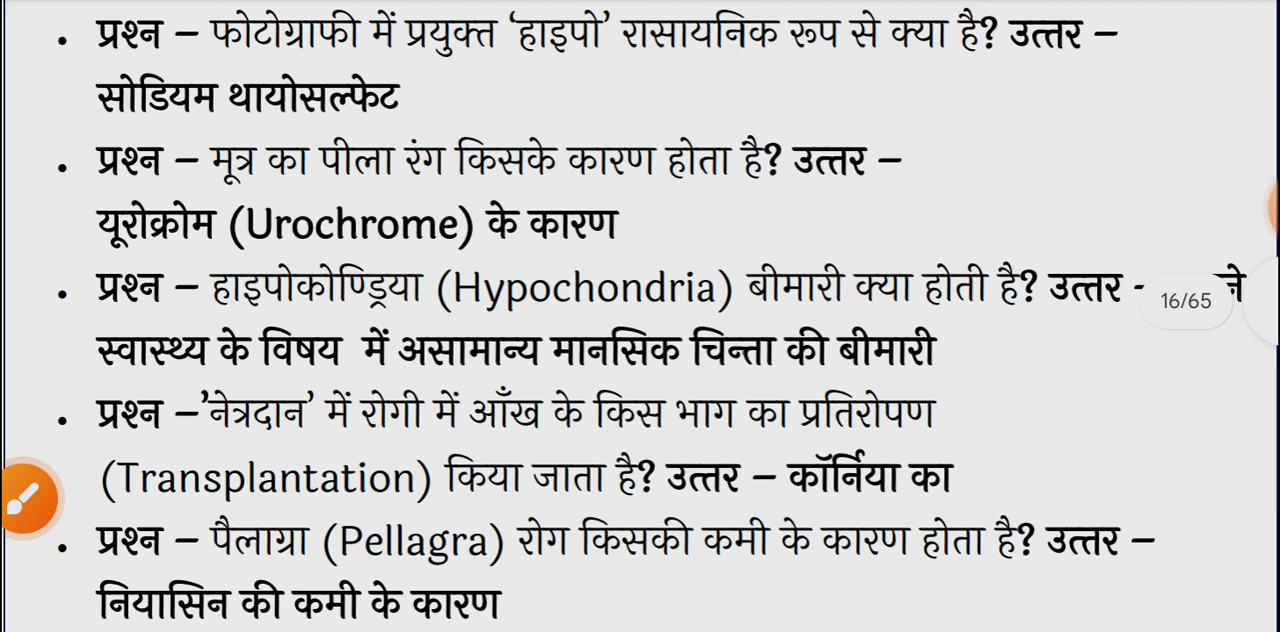 • प्रश्न – फोटोग्राफी में प्रयुक्त ‘हाइपो’ रासायनिक रूप से क्या है? उत्तर –
सोडियम थायोसल्फेट
• प्रश्न – मूत्र का पीला रंग किसके कारण होता है? उत्तर –
यूरोक्रोम (Urochrome) के कारण
• प्रश्न – हाइपोकोण्ड्रिया (Hypochondria) बीमारी क्या होती है? उत्तर -
16/65
स्वास्थ्य के विषय में असामान्य मानसिक चिन्ता की बीमारी
• प्रश्न –’नेत्रदान’ में रोगी में आँख के किस भाग का प्रतिरोपण
(Transplantation) किया जाता है? उत्तर – कॉर्निया का
• प्रश्न – पैलाग्रा (Pellagra) रोग किसकी कमी के कारण होता है? उत्तर –
नियासिन की कमी के कारण